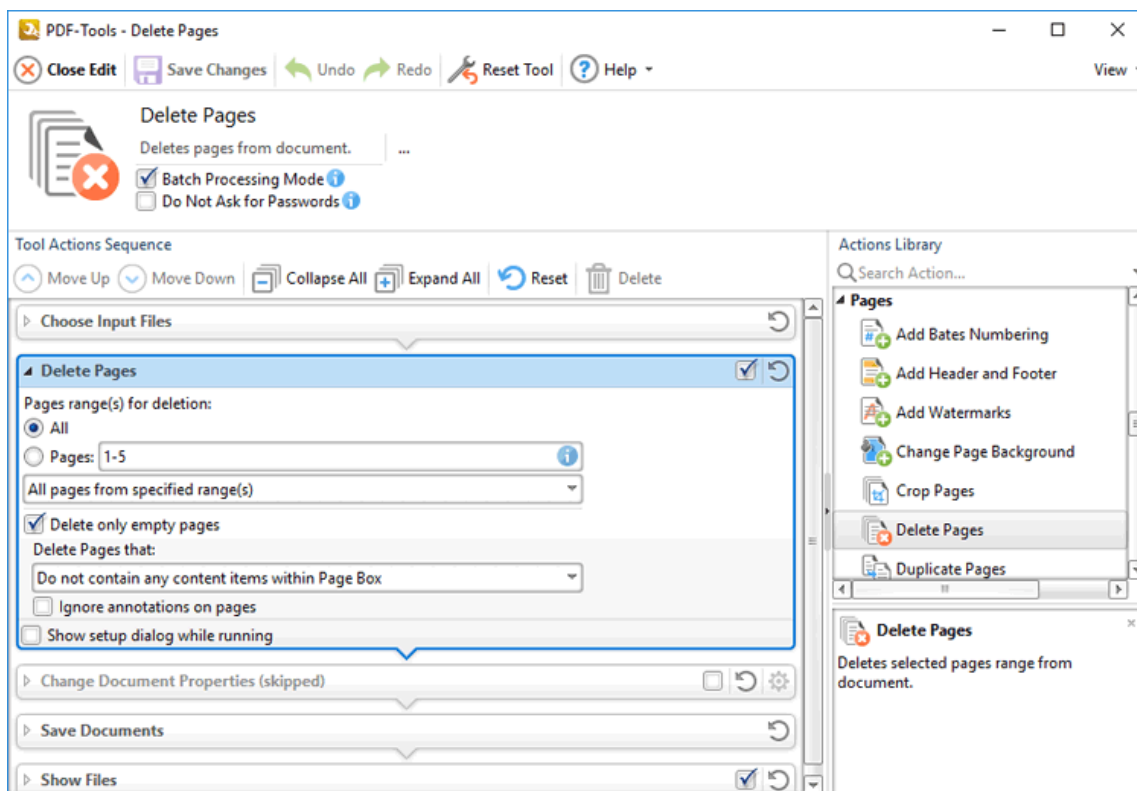 PDF-Tools - Delete Pages
Close Edit Save Changes Undo Redo Reset Tool Help View
Delete Pages
Deletes pages from document. ...
Batch Processing Mode
Do Not Ask for Passwords
Tool Actions Sequence
Move Up Move Down Collapse All Expand All Reset Delete
Choose Input Files
Delete Pages
Pages range(s) for deletion:
All
Pages: 1-5
All pages from specified range(s)
Delete only empty pages
Delete Pages that:
Do not contain any content items within Page Box
Ignore annotations on pages
Show setup dialog while running
Change Document Properties (skipped)
Save Documents
Show Files
Actions Library
Search Action...
Pages
Add Bates Numbering
Add Header and Footer
Add Watermarks
Change Page Background
Crop Pages
Delete Pages
Duplicate Pages
Delete Pages
Deletes selected pages range from
document.